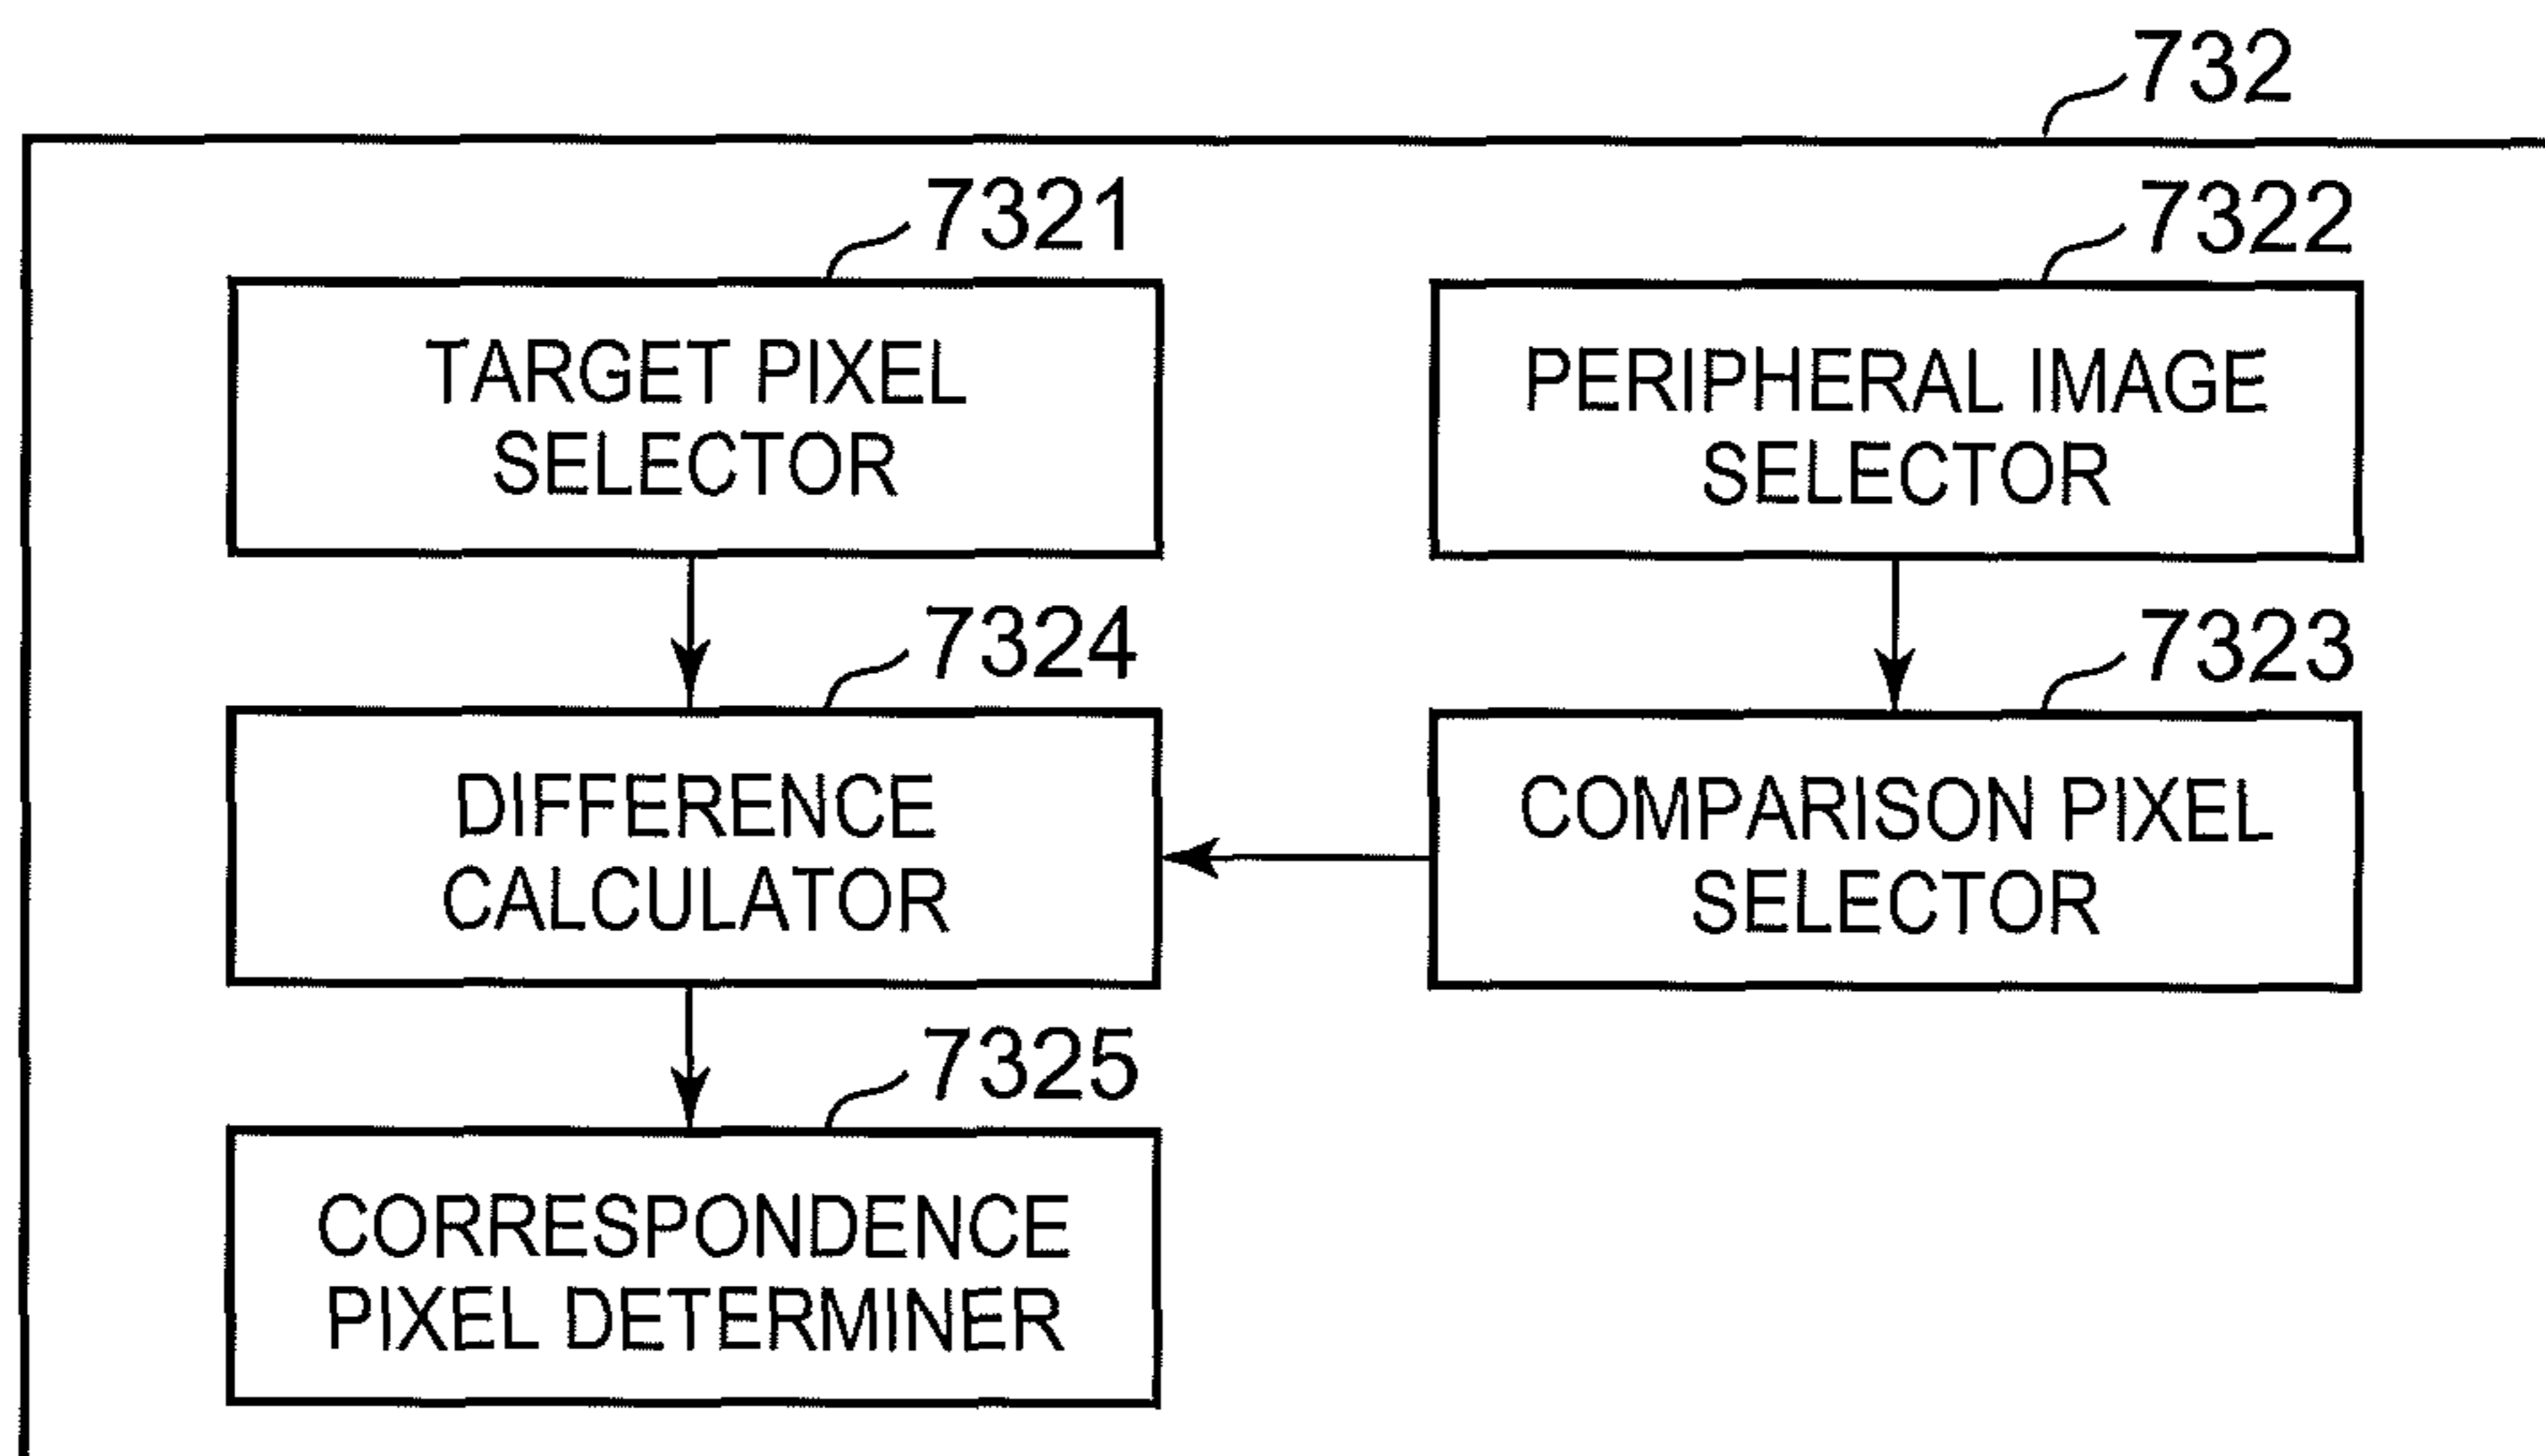 732
7321
7322
TARGET PIXEL
SELECTOR
PERIPHERAL IMAGE
SELECTOR
7324
7323
DIFFERENCE
CALCULATOR
COMPARISON PIXEL
SELECTOR
7325
CORRESPONDENCE
PIXEL DETERMINER